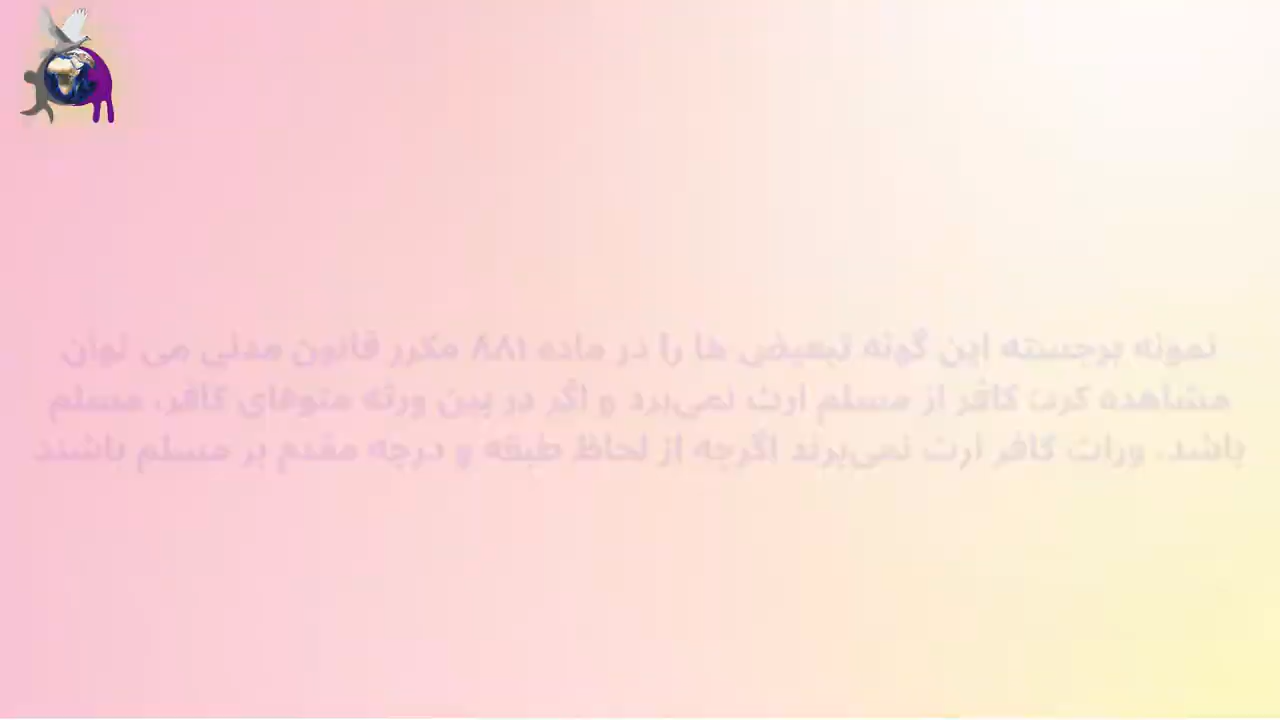 نمونه برجسته این گونه تبعیض ها را در ماده ۸۸۱ مکرر قانون مدنی می توان
مشاهده کرد: کافر از مسلم ارث نمی‌برد و اگر در بین ورثه متوفای کافر، مسلم
باشد، وراث کافر ارث نمی‌برند اگرچه از لحاظ طبقه و درجه مقدم بر مسلم باشند